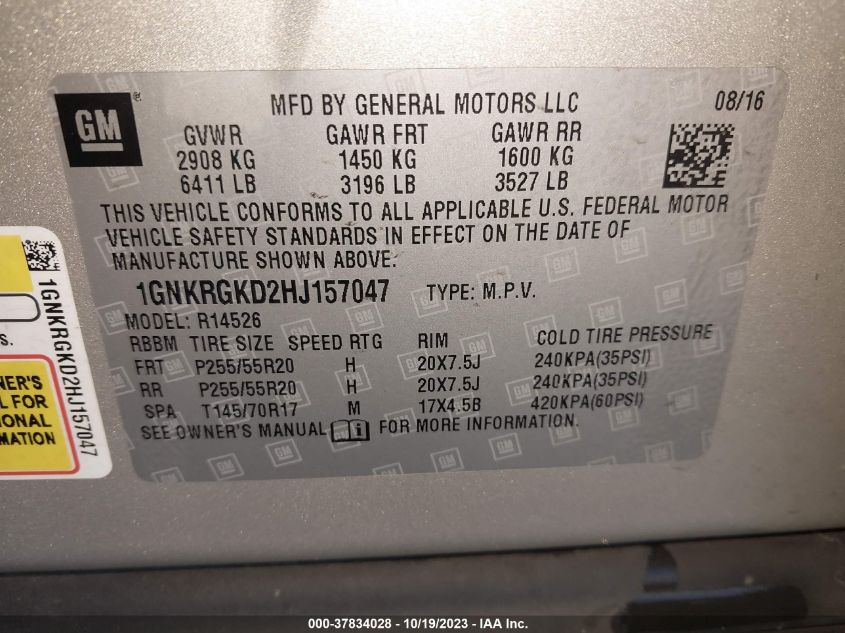 GM ®
MFD BY GENERAL MOTORS LLC 08/16
GVWR GAWR FRT GAWR RR
2908 KG 1450 KG 1600 KG
6411 LB 3196 LB 3527 LB
THIS VEHICLE CONFORMS TO ALL APPLICABLE U.S. FEDERAL MOTOR
VEHICLE SAFETY STANDARDS IN EFFECT ON THE DATE OF
MANUFACTURE SHOWN ABOVE:
1GNKRGKD2HJ157047 TYPE: M.P.V.
MODEL: R14526
RBBM TIRE SIZE SPEED RTG RIM COLD TIRE PRESSURE
FRT P255/55R20 H 20X7.5J 240KPA(35PSI)
RR P255/55R20 H 20X7.5J 240KPA(35PSI)
SPA T145/70R17 M 17X4.5B 420KPA(60PSI)
SEE OWNER'S MANUAL i FOR MORE INFORMATION.
1GNKRGKD2HJ157047
S.
NER'S
L FOR
IONAL
MATION
000-37834028 - 10/19/2023 - IAA Inc.